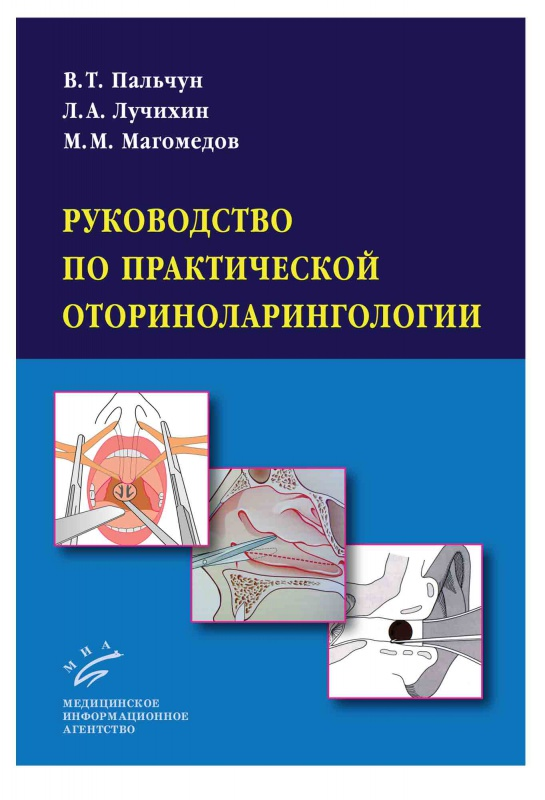 В.Т. Пальчун
Л.А. Лучихин
М.М. Магомедов
РУКОВОДСТВО
ПО ПРАКТИЧЕСКОЙ
ОТОРИНОЛАРИНГОЛОГИИ
МИА
МЕДИЦИНСКОЕ
ИНФОРМАЦИОННОЕ
АГЕНТСТВО